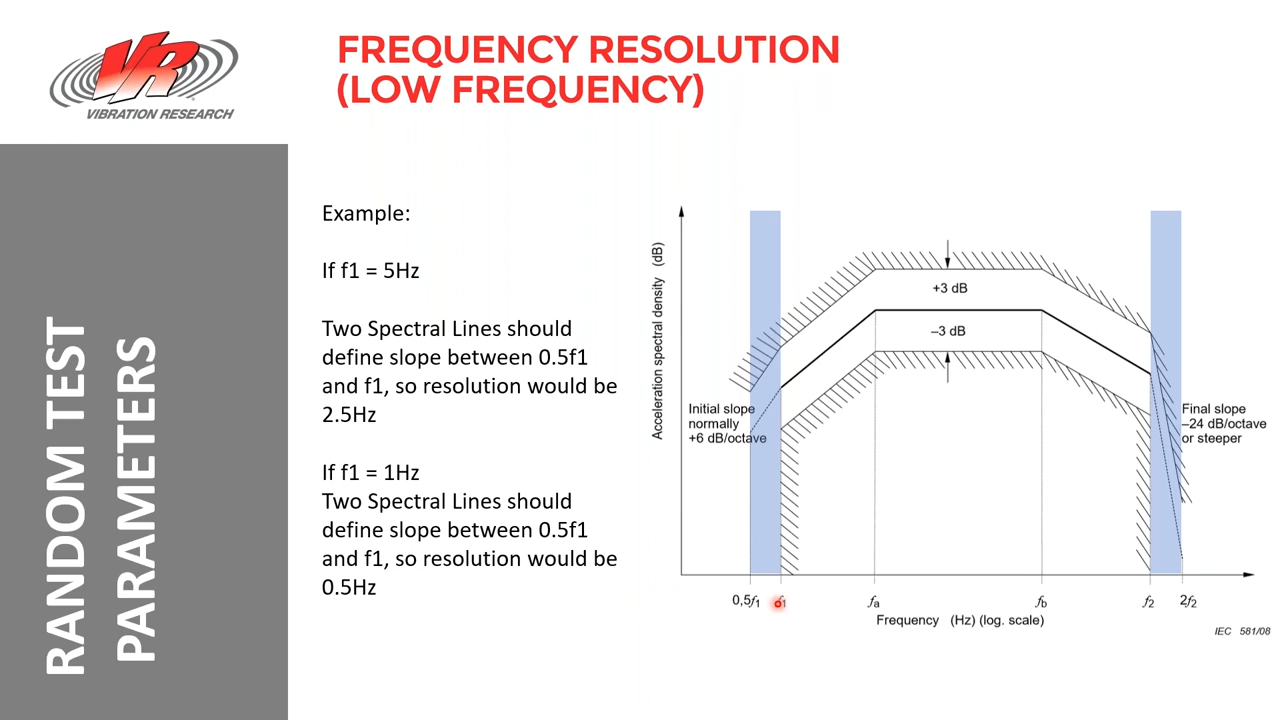 VR
VIBRATION RESEARCH
FREQUENCY RESOLUTION
(LOW FREQUENCY)
RANDOM TEST
PARAMETERS
Example:
If f1 = 5Hz
Two Spectral Lines should
define slope between 0.5f1
and f1, so resolution would be
2.5Hz
If f1 = 1Hz
Two Spectral Lines should
define slope between 0.5f1
and f1, so resolution would be
0.5Hz
Acceleration spectral density (dB)
+3 dB
–3 dB
Initial slope
normally
+6 dB/octave
Final slope
–24 dB/octave
or steeper
0,5f1
f1
fa
fb
f2
2f2
Frequency (Hz) (log. scale)
IEC 581/08